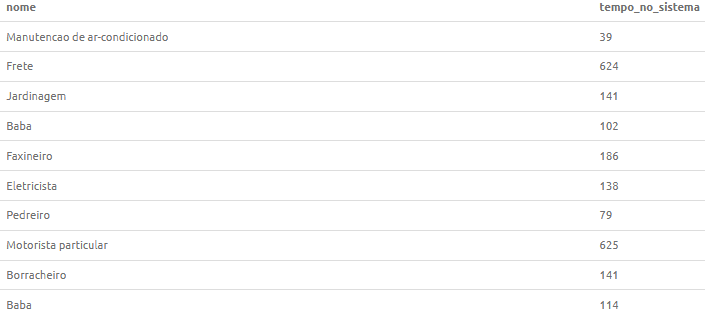 nome tempo_no_sistema
Manutencao de ar-condicionado 39
Frete 624
Jardinagem 141
Baba 102
Faxineiro 186
Eletricista 138
Pedreiro 79
Motorista particular 625
Borracheiro 141
Baba 114